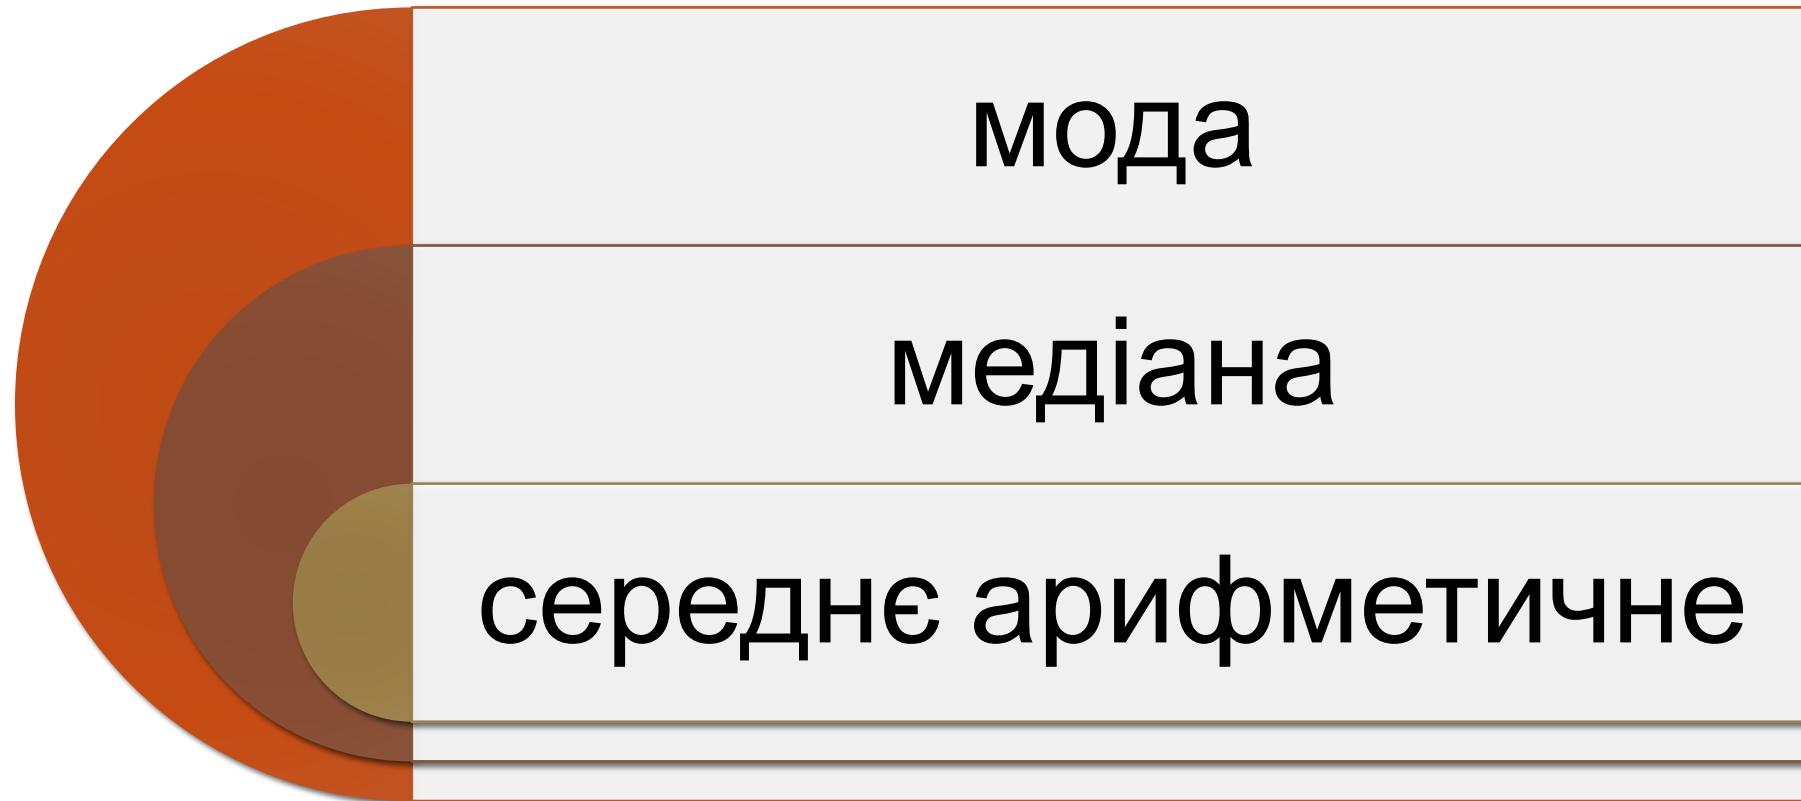 мода
медіана
середнє арифметичне